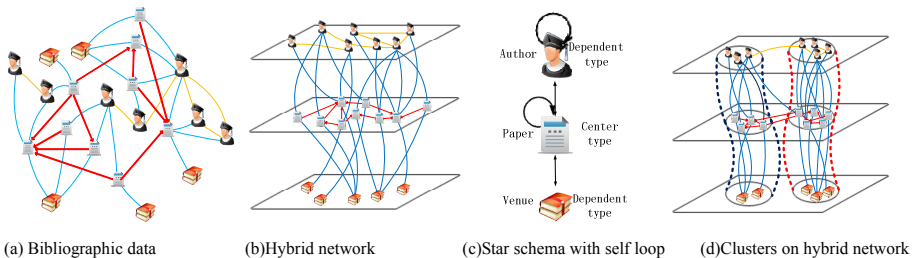 Author
Dependent
type
Paper
Center
type
Venue
Dependent
type
(a) Bibliographic data
(b)Hybrid network
(c)Star schema with self loop
(d)Clusters on hybrid network